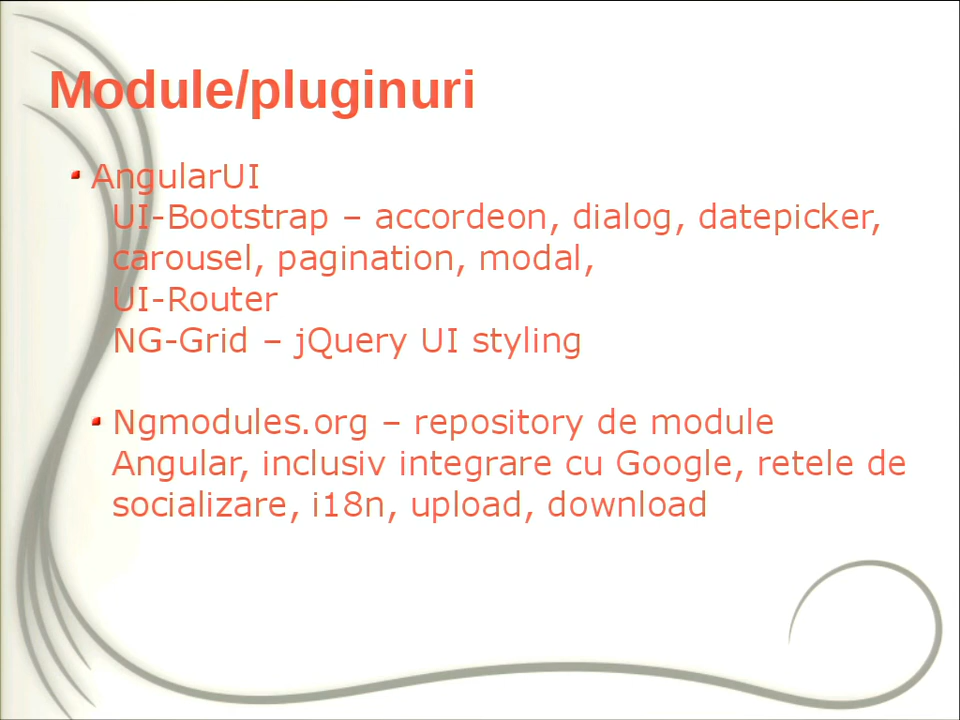 Module/pluginuri
AngularUI
UI-Bootstrap – accordeon, dialog, datepicker,
carousel, pagination, modal,
UI-Router
NG-Grid – jQuery UI styling
Ngmodules.org – repository de module
Angular, inclusiv integrare cu Google, retele de
socializare, i18n, upload, download